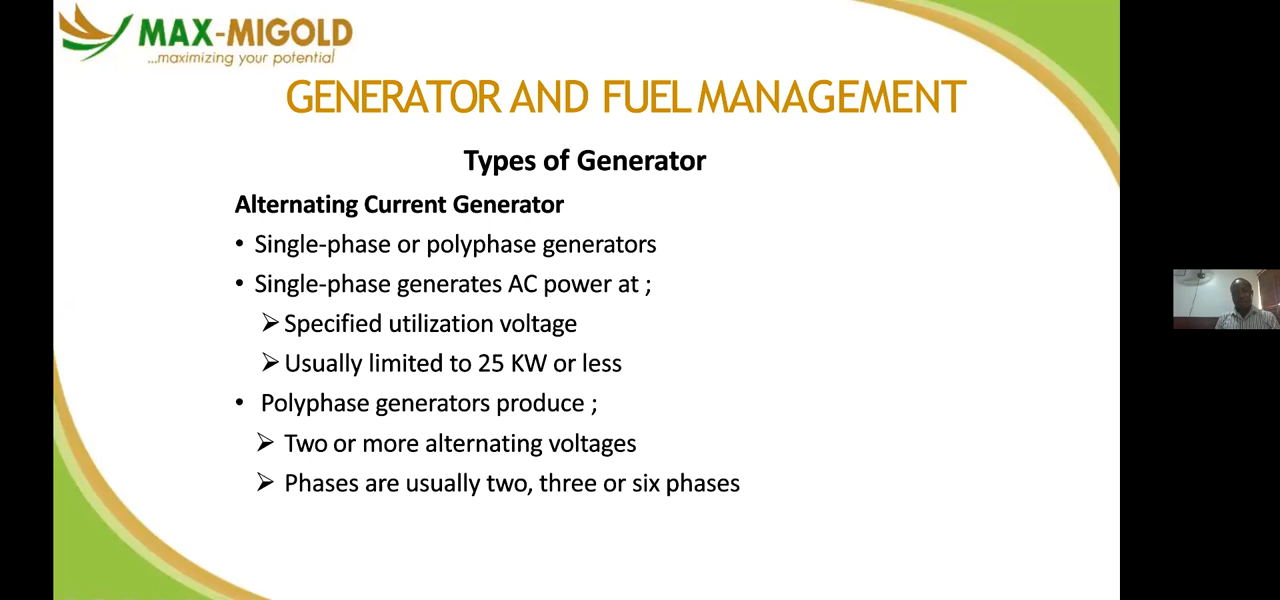 MAX-MIGOLD
...maximizing your potential
GENERATOR AND FUEL MANAGEMENT
Types of Generator
Alternating Current Generator
• Single-phase or polyphase generators
• Single-phase generates AC power at ;
➢ Specified utilization voltage
➢ Usually limited to 25 KW or less
• Polyphase generators produce ;
➢ Two or more alternating voltages
➢ Phases are usually two, three or six phases